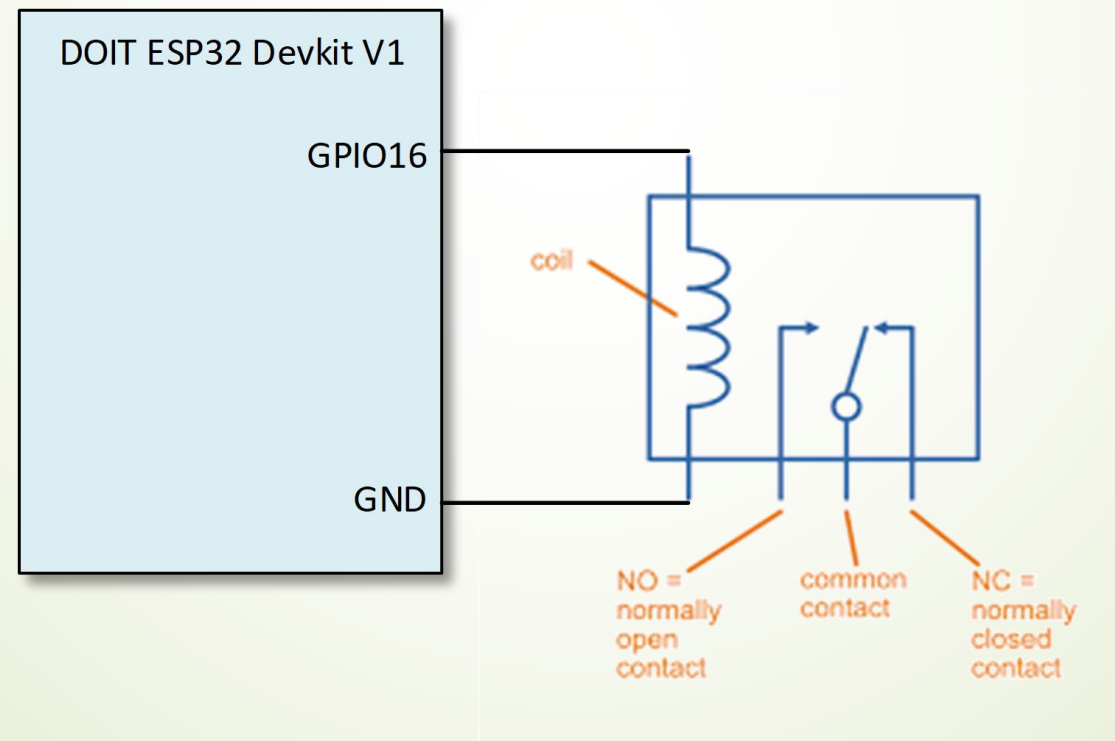 DOIT ESP32 Devkit V1
GPIO16
coil
GND
NO =
normally
open
contact
common
contact
NC =
normally
closed
contact